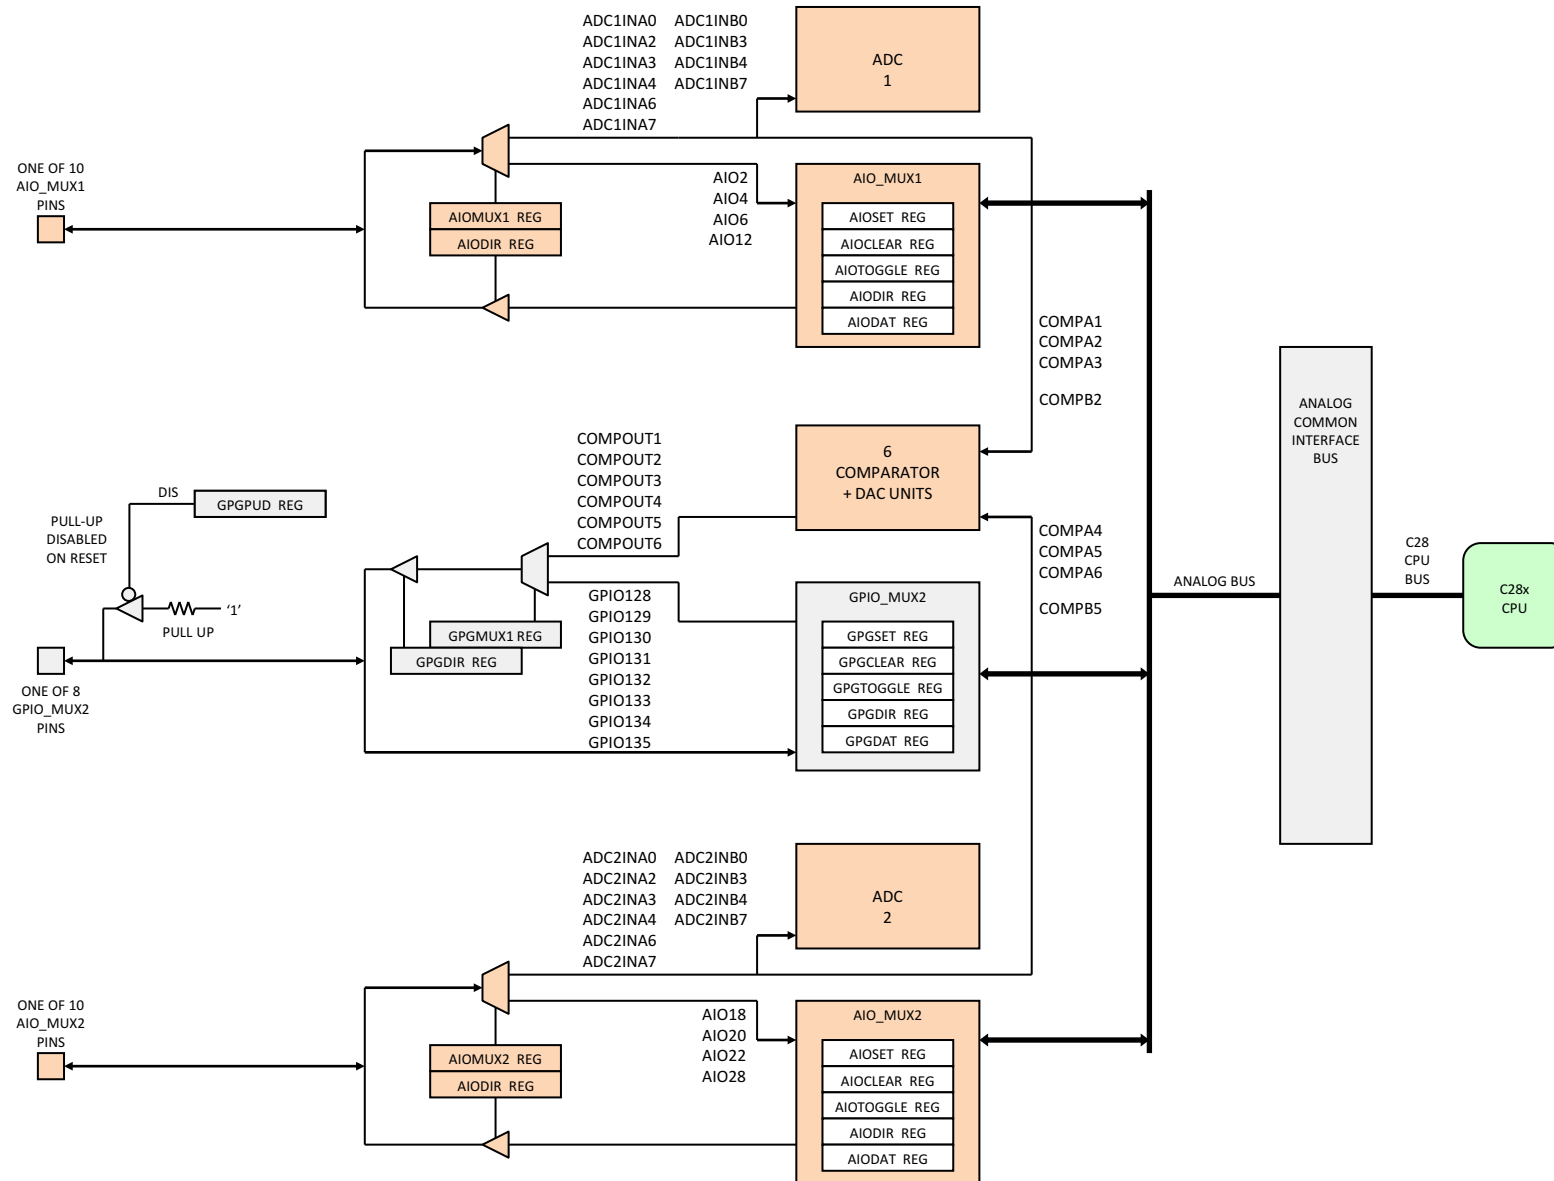 ADC1INA0 ADC1INB0
ADC1INA2 ADC1INB3
ADC1INA3 ADC1INB4
ADC1INA4 ADC1INB7
ADC1INA6
ADC1INA7
ADC
1
ONE OF 10
AIO_MUX1
PINS
AIOMUX1 REG
AIODIR REG
AIO2
AIO4
AIO6
AIO12
AIO_MUX1
AIOSET REG
AIOCLEAR REG
AIOTOGGLE REG
AIODIR REG
AIODAT REG
COMPA1
COMPA2
COMPA3
COMPB2
ANALOG
COMMON
INTERFACE
BUS
COMPOUT1
COMPOUT2
COMPOUT3
COMPOUT4
COMPOUT5
COMPOUT6
6
COMPARATOR
+ DAC UNITS
DIS
GPGPUD REG
PULL-UP
DISABLED
ON RESET
‘1’
PULL UP
ONE OF 8
GPIO_MUX2
PINS
GPGMUX1 REG
GPGDIR REG
GPIO128
GPIO129
GPIO130
GPIO131
GPIO132
GPIO133
GPIO134
GPIO135
GPIO_MUX2
GPGSET REG
GPGCLEAR REG
GPGTOGGLE REG
GPGDIR REG
GPGDAT REG
COMPA4
COMPA5
COMPA6
COMPB5
ANALOG BUS
C28
CPU
BUS
C28x
CPU
ADC2INA0 ADC2INB0
ADC2INA2 ADC2INB3
ADC2INA3 ADC2INB4
ADC2INA4 ADC2INB7
ADC2INA6
ADC2INA7
ADC
2
ONE OF 10
AIO_MUX2
PINS
AIOMUX2 REG
AIODIR REG
AIO18
AIO20
AIO22
AIO28
AIO_MUX2
AIOSET REG
AIOCLEAR REG
AIOTOGGLE REG
AIODIR REG
AIODAT REG